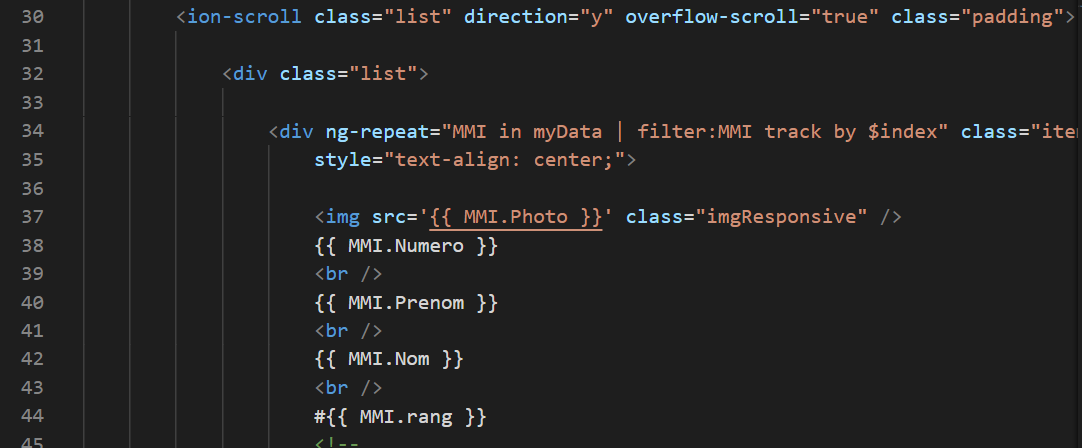 30 <ion-scroll class="list" direction="y" overflow-scroll="true" class="padding">
31
32 <div class="list">
33
34 <div ng-repeat="MMI in myData | filter:MMI track by $index" class="ite
35 style="text-align: center;">
36
37 <img src='{{ MMI.Photo }}' class="imgResponsive" />
38 {{ MMI.Numero }}
39 <br />
40 {{ MMI.Prenom }}
41 <br />
42 {{ MMI.Nom }}
43 <br />
44 #{{ MMI.rang }}
45 <!--